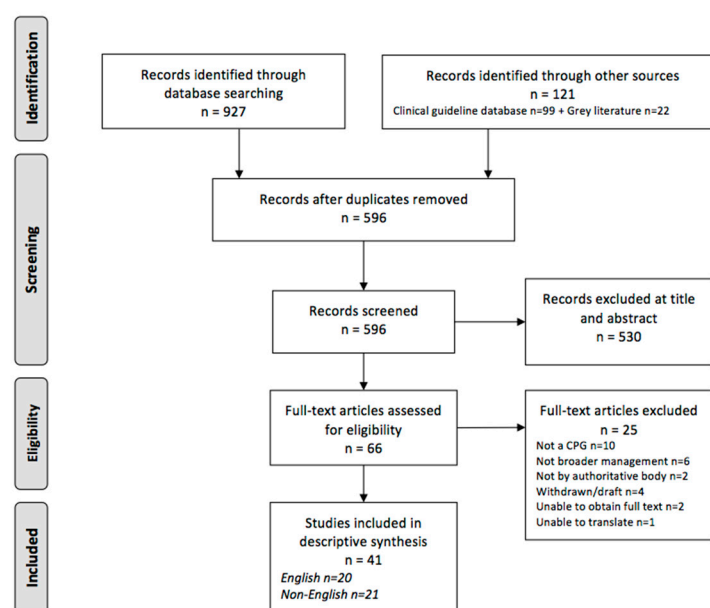 Identification
Records identified through
database searching
n = 927
Records identified through other sources
n = 121
Clinical guideline database n=99 + Grey literature n=22
Screening
Records after duplicates removed
n = 596
Records screened
n = 596
Records excluded at title
and abstract
n = 530
Eligibility
Full-text articles assessed
for eligibility
n = 66
Full-text articles excluded
n = 25
Not a CPG n=10
Not broader management n=6
Not by authoritative body n=2
Withdrawn/draft n=4
Unable to obtain full text n=2
Unable to translate n=1
Included
Studies included in
descriptive synthesis
n = 41
English n=20
Non-English n=21